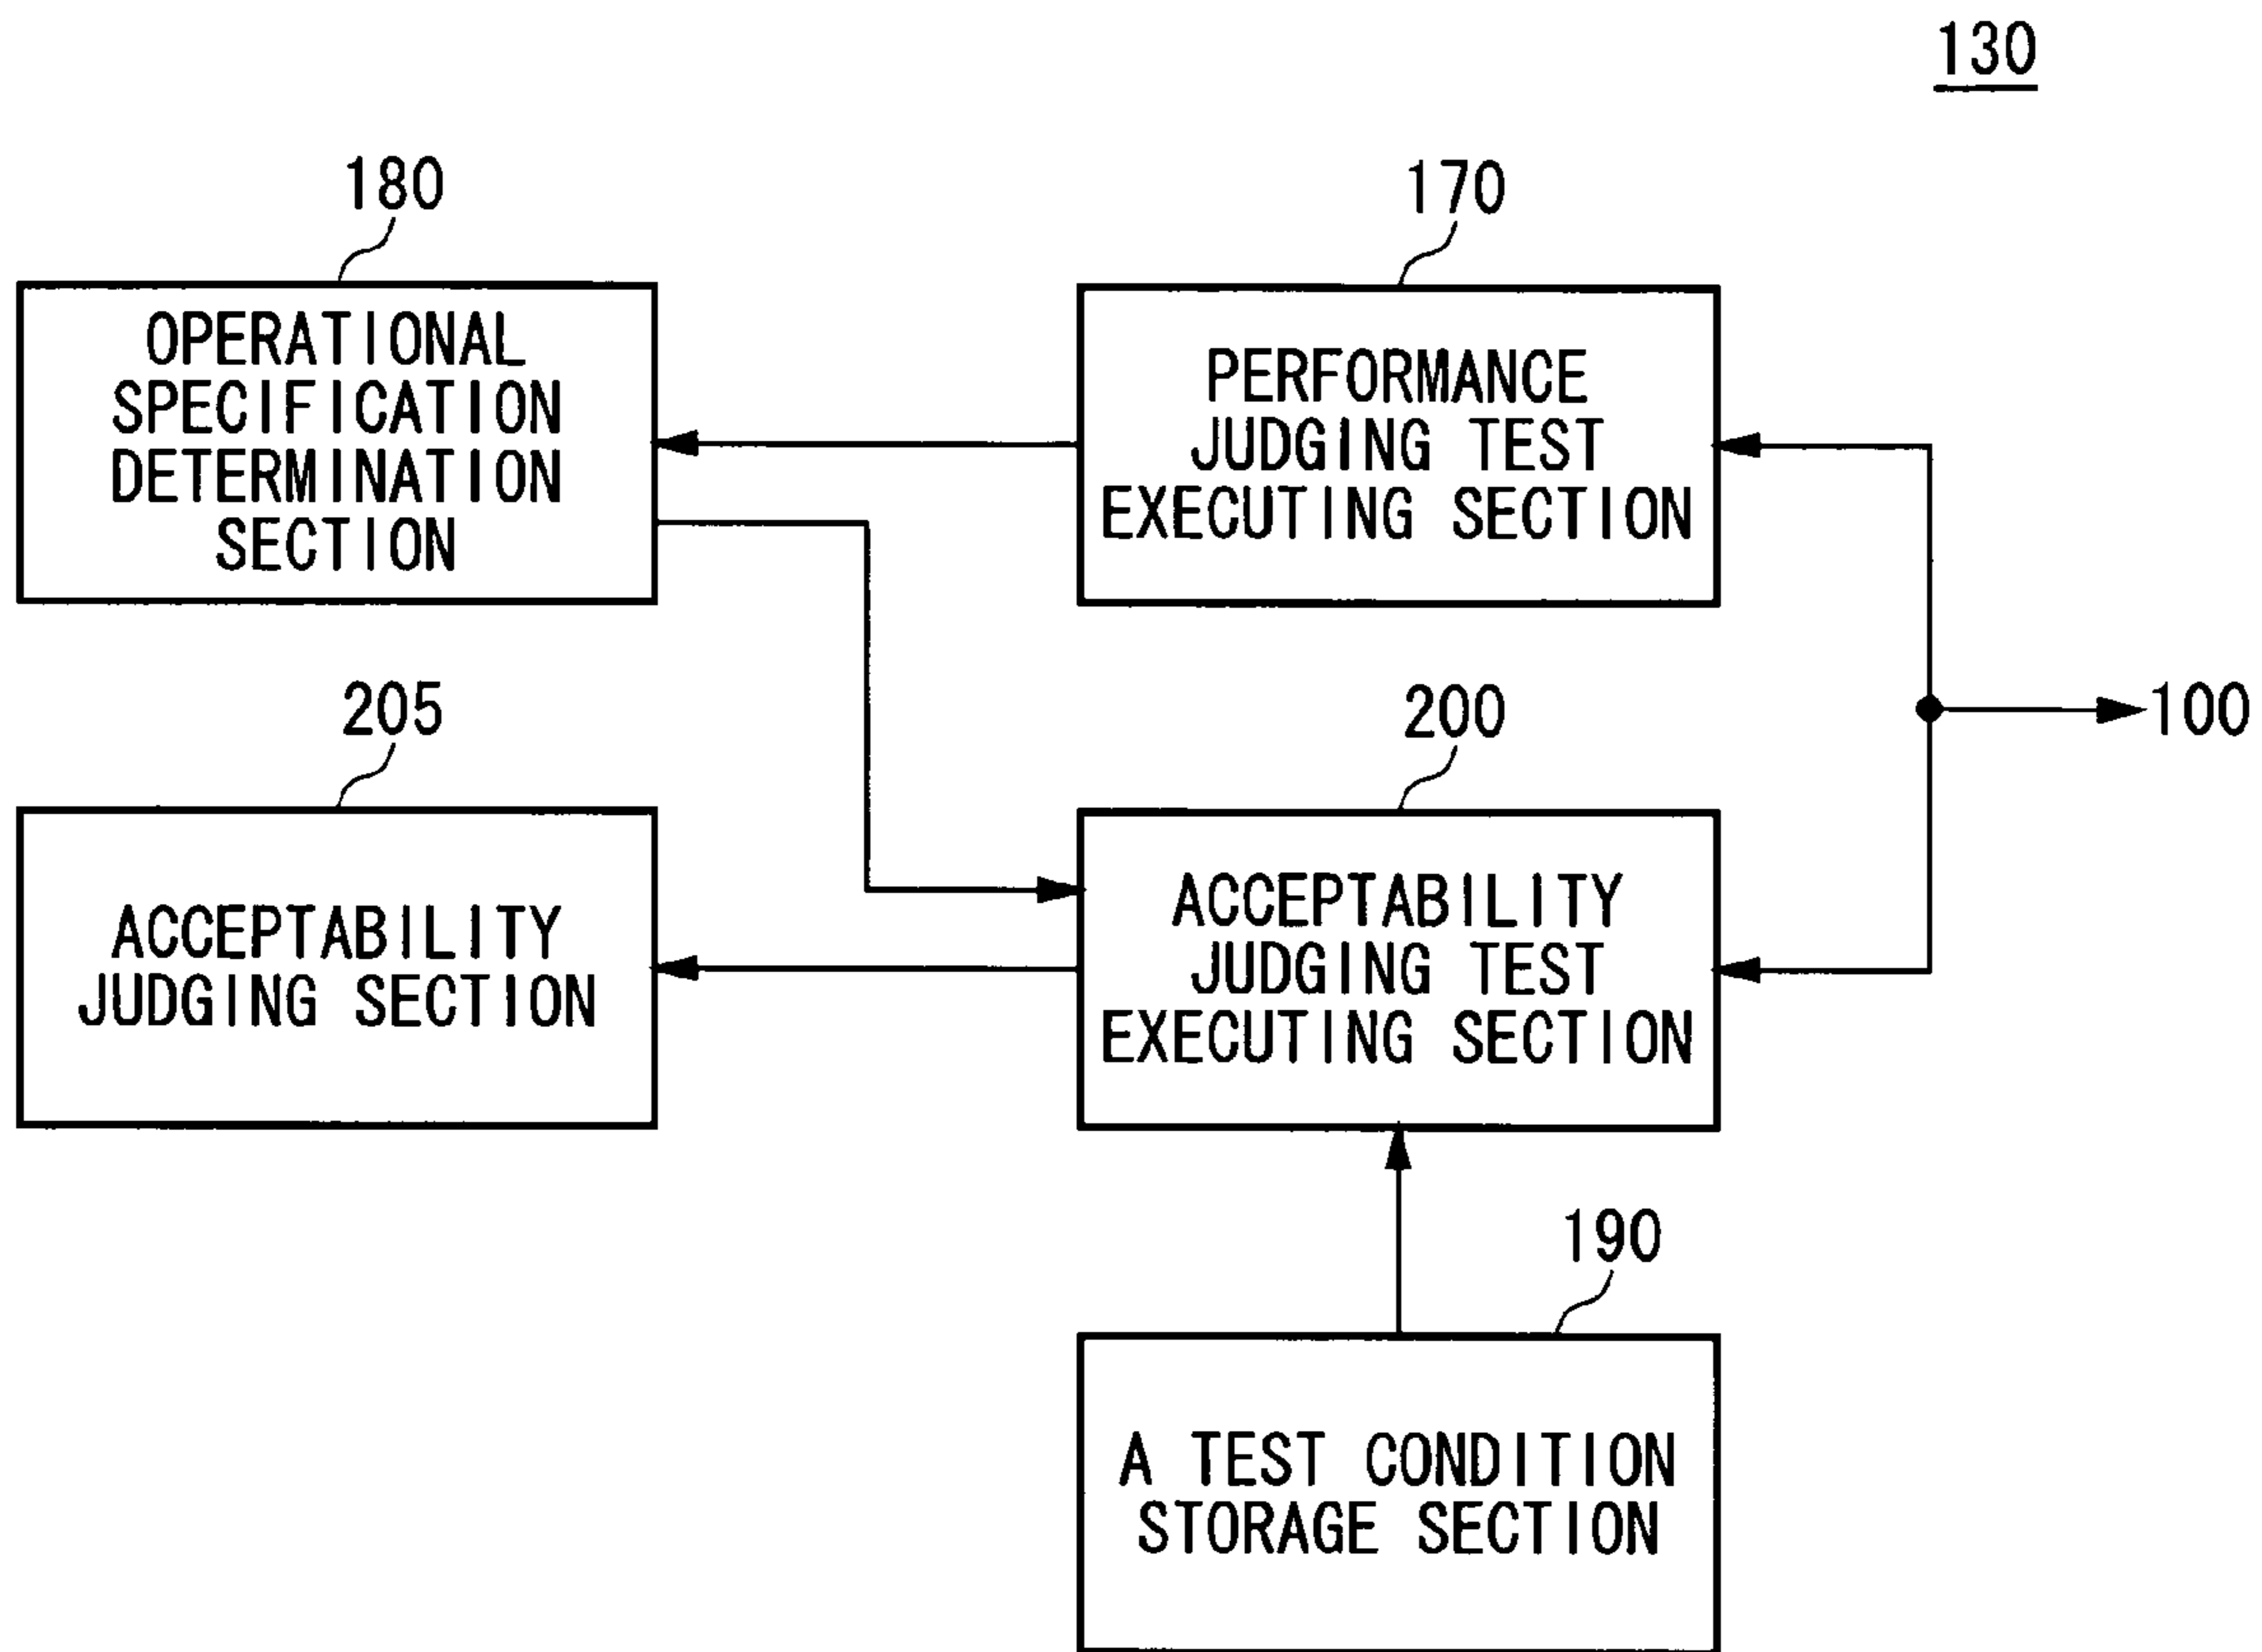 130
180
OPERATIONAL
SPECIFICATION
DETERMINATION
SECTION
170
PERFORMANCE
JUDGING TEST
EXECUTING SECTION
100
205
ACCEPTABILITY
JUDGING SECTION
200
ACCEPTABILITY
JUDGING TEST
EXECUTING SECTION
190
A TEST CONDITION
STORAGE SECTION